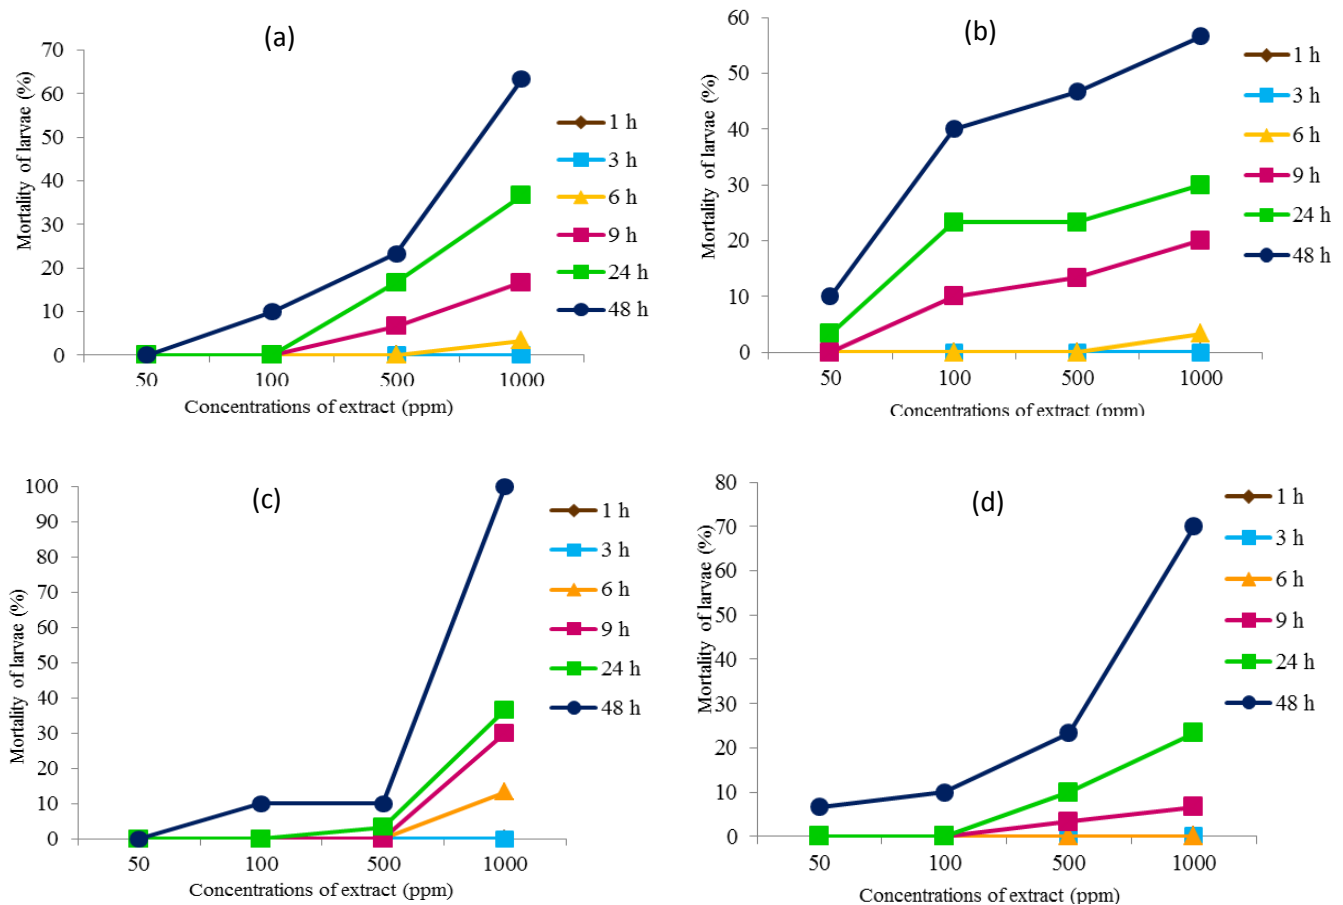 (a)
Mortality of larvae (%)
70
60
50
40
30
20
10
0
50 100 500 1000
Concentrations of extract (ppm)
1 h
3 h
6 h
9 h
24 h
48 h
(b)
Mortality of larvae (%)
60
50
40
30
20
10
0
50 100 500 1000
Concentrations of extract (ppm)
1 h
3 h
6 h
9 h
24 h
48 h
(c)
Mortality of larvae (%)
100
90
80
70
60
50
40
30
20
10
0
50 100 500 1000
Concentrations of extract (ppm)
1 h
3 h
6 h
9 h
24 h
48 h
(d)
Mortality of larvae (%)
80
70
60
50
40
30
20
10
0
50 100 500 1000
Concentrations of extract (ppm)
1 h
3 h
6 h
9 h
24 h
48 h